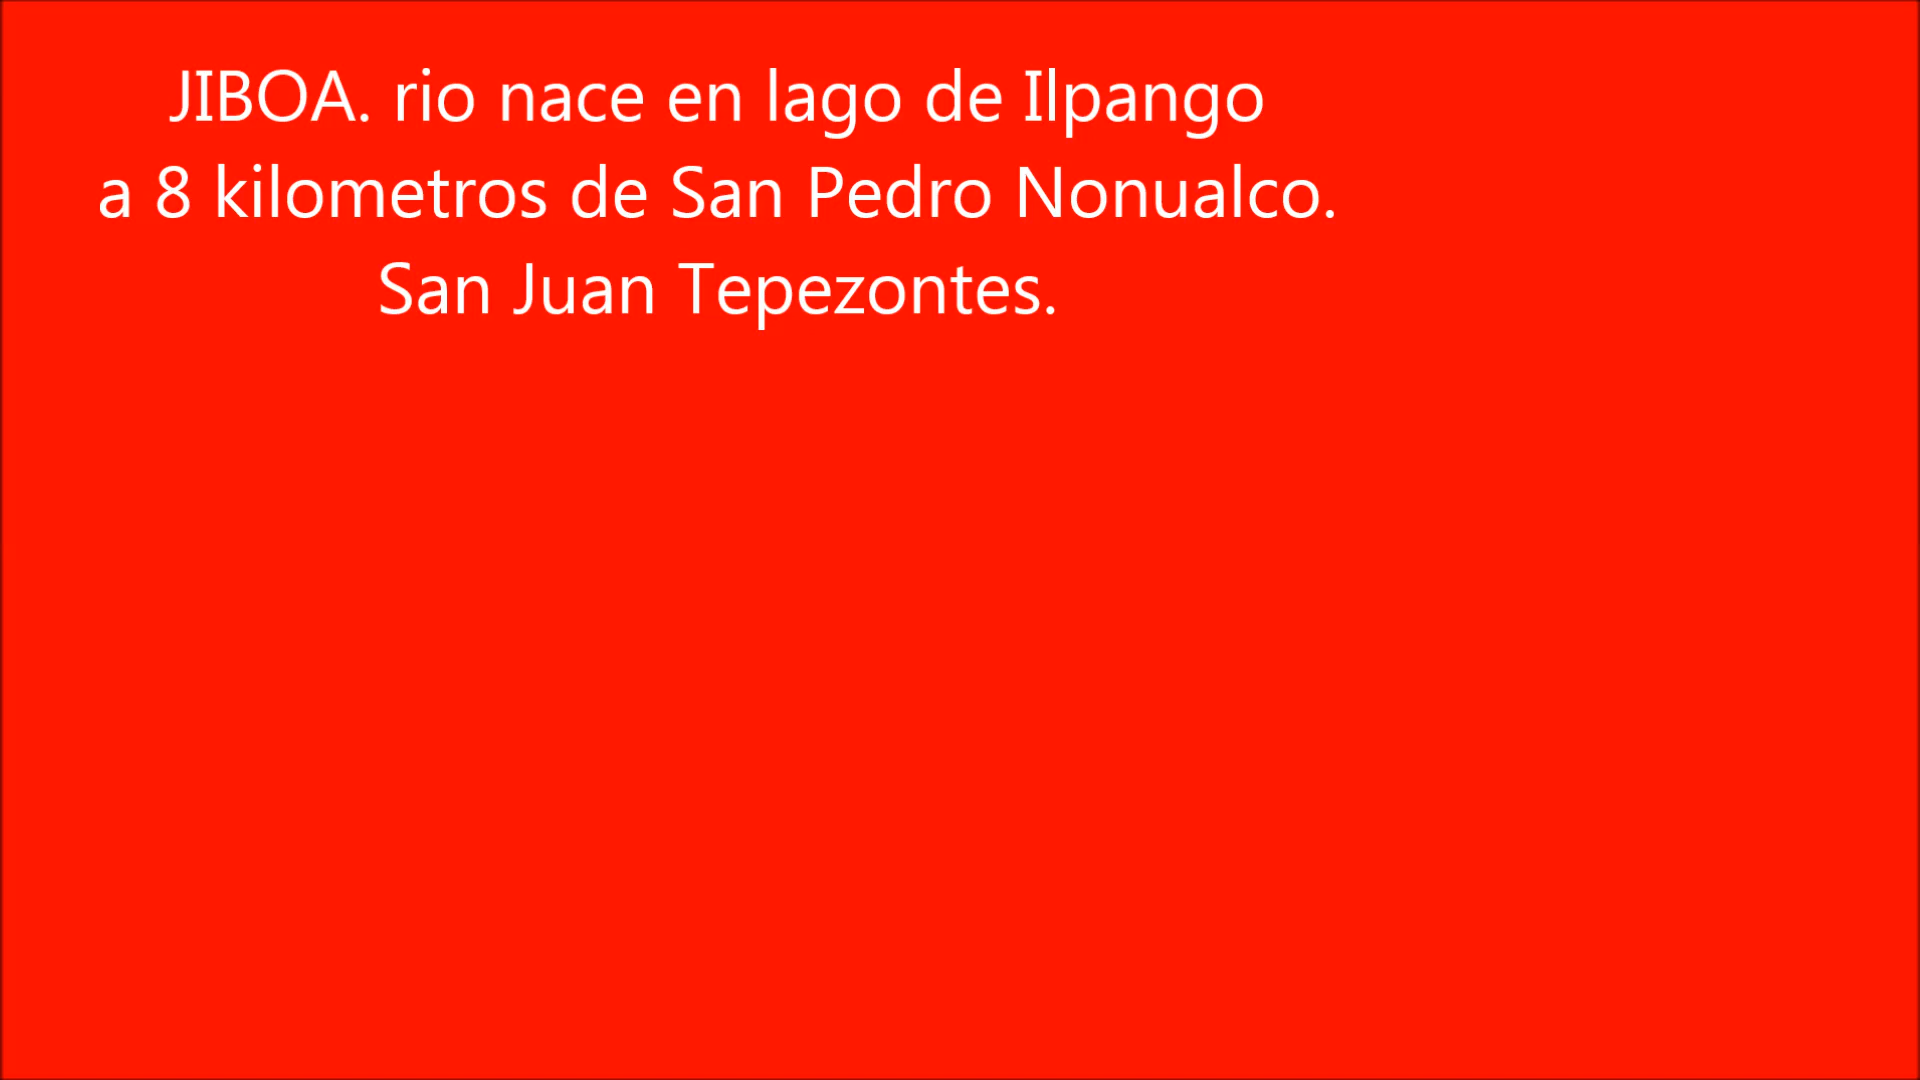 JIBOA. rio nace en lago de Ilpango
a 8 kilometros de San Pedro Nonualco.
San Juan Tepezontes.